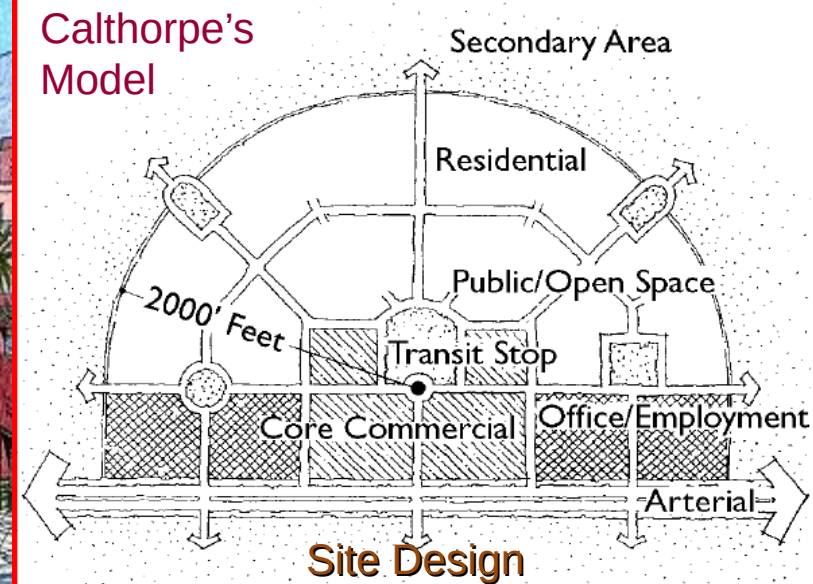 Calthorpe’s
Model
Secondary Area
Residential
Public/Open Space
2000' Feet
Transit Stop
Core Commercial
Office/Employment
Arterial
Site Design